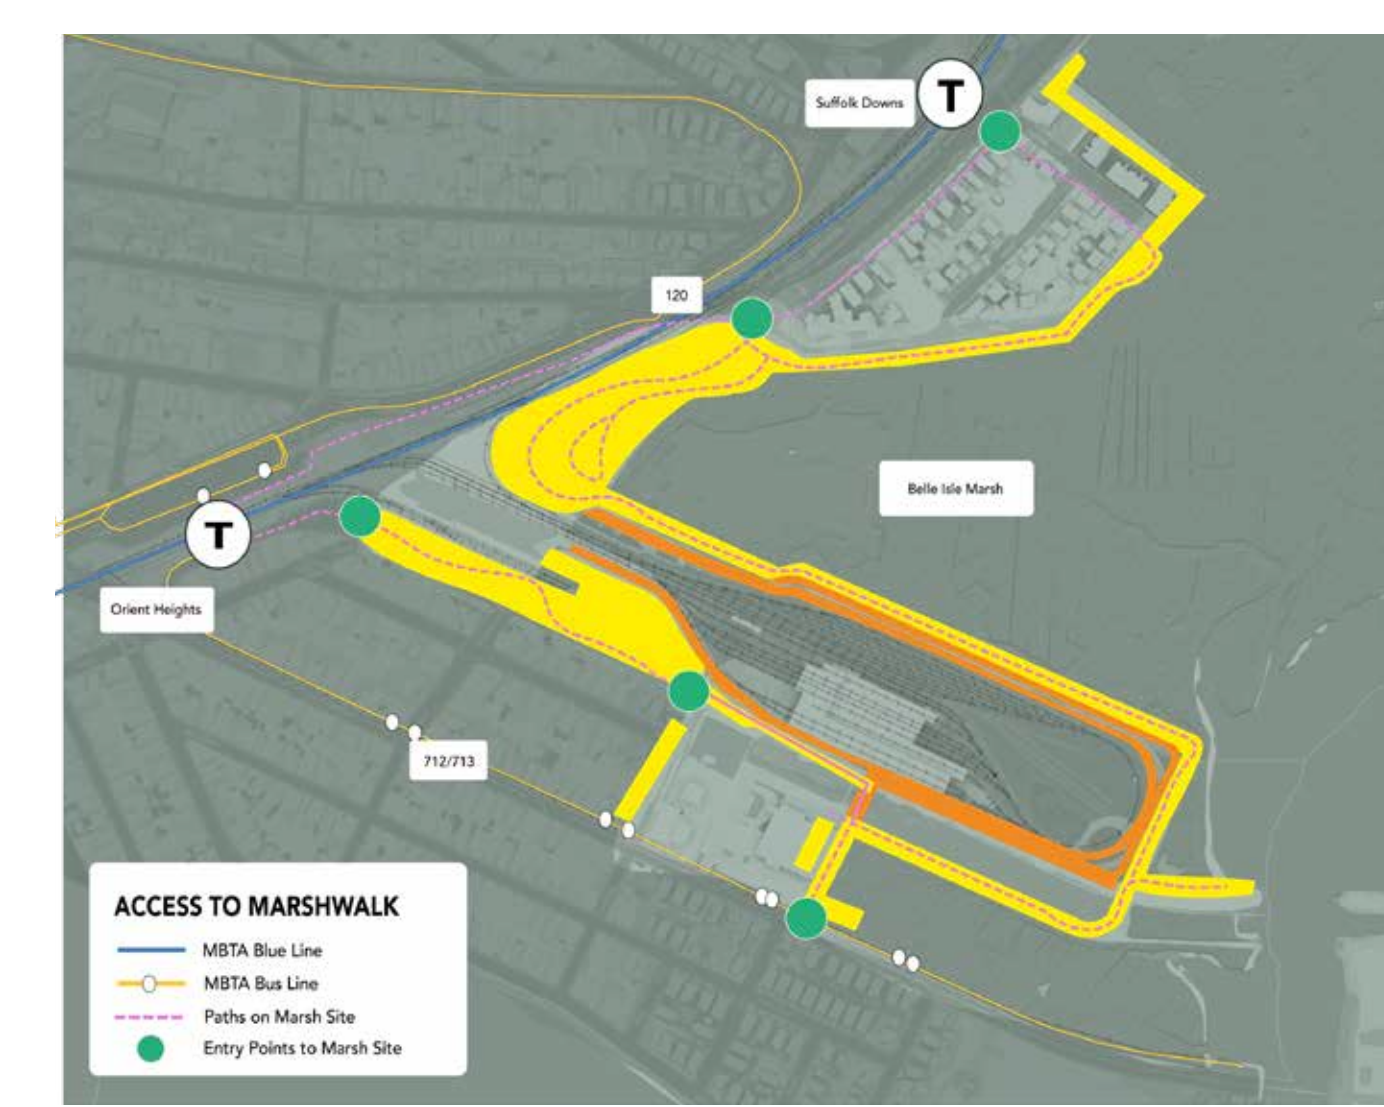 Suffolk Downs
T
120
Belle Isle Marsh
T
Orient Heights
712/713
ACCESS TO MARSHWALK
MBTA Blue Line
MBTA Bus Line
Paths on Marsh Site
Entry Points to Marsh Site